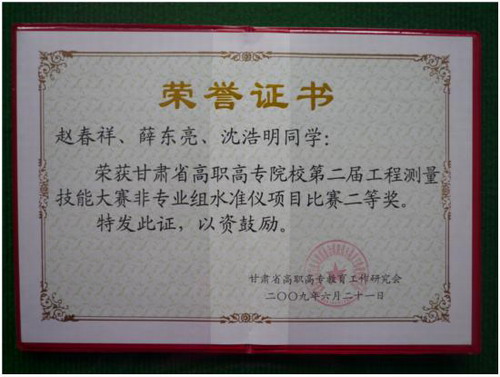 荣誉证书
赵春祥、薛东亮、沈浩明同学：
荣获甘肃省高职高专院校第二届工程测量
技能大赛非专业组水准仪项目比赛二等奖。
特发此证，以资鼓励。
甘肃省高职高专教育工作研究会
二〇〇九年六月二十一日